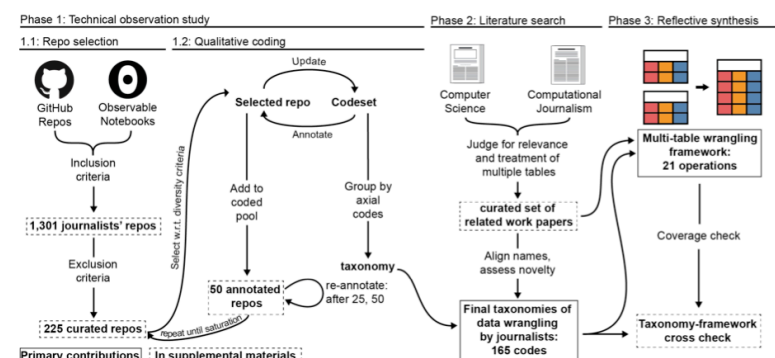 Phase 1: Technical observation study
Phase 2: Literature search
Phase 3: Reflective synthesis
1.1: Repo selection
1.2: Qualitative coding
GitHub
Repos
Observable
Notebooks
Inclusion
criteria
1,301 journalists' repos
Exclusion
criteria
225 curated repos
Select w.r.t. diversity criteria
Update
Selected repo
Codeset
Annotate
Add to
coded
pool
Group by
axial
codes
taxonomy
50 annotated
repos
re-annotate:
after 25, 50
repeat until saturation
Computer
Science
Computational
Journalism
Judge for relevance
and treatment of
multiple tables
curated set of
related work papers
Align names,
assess novelty
Final taxonomies of
data wrangling
by journalists:
165 codes
Multi-table wrangling
framework:
21 operations
Coverage check
Taxonomy-framework
cross check
Primary contributions
In supplemental materials